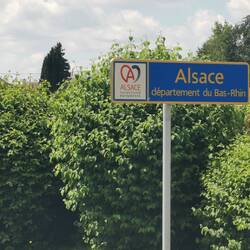 ALSACE
Alsace
département du Bas-Rhin